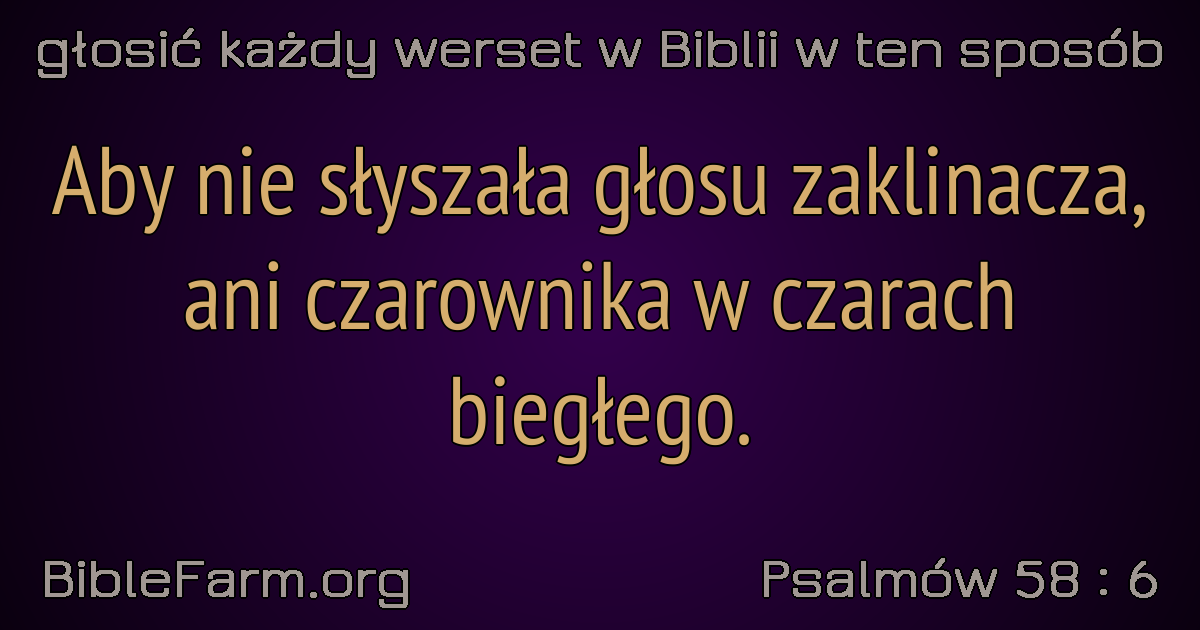 głosić każdy werset w Biblii w ten sposób
Aby nie słyszała głosu zaklinacza,
ani czarownika w czarach
biegłego.
BibleFarm.org
Psalmów 58 : 6